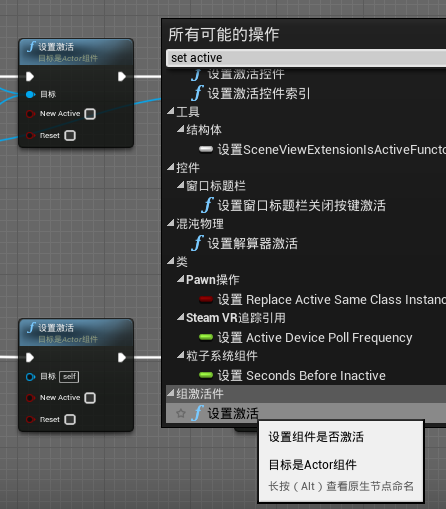 设置激活
目标是Actor组件
目标
New Active
Reset
设置激活
目标是Actor组件
目标 self
New Active
Reset
所有可能的操作
set active
设置激活控件
设置激活控件索引
工具
结构体
设置SceneViewExtensionIsActiveFuncto
控件
窗口标题栏
设置窗口标题栏关闭按键激活
混沌物理
设置解算器激活
类
Pawn操作
设置 Replace Active Same Class Instanc
Steam VR追踪引用
设置 Active Device Poll Frequency
粒子系统组件
设置 Seconds Before Inactive
组激活件
设置激活
设置组件是否激活
目标是Actor组件
长按（Alt）查看原生节点命名